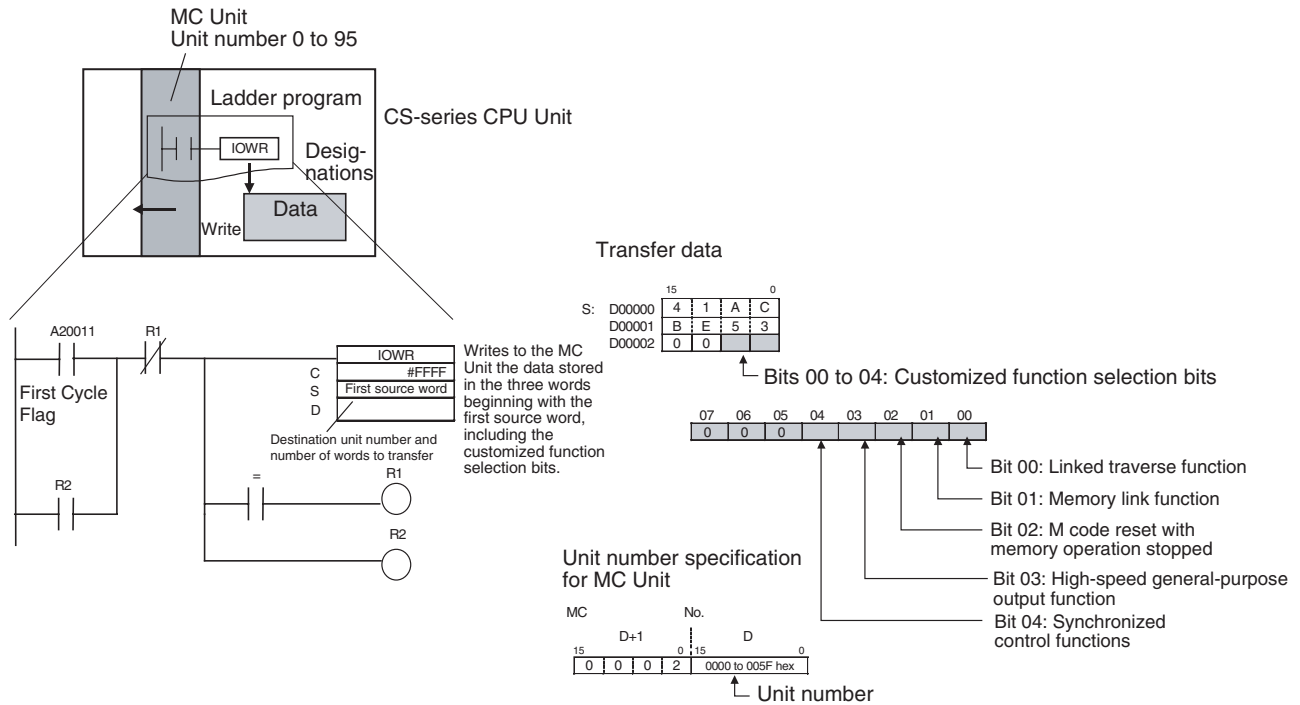 MC Unit
Unit number 0 to 95
Ladder program
CS-series CPU Unit
IOWR
Desig-
nations
Data
Write
Transfer data
15 0
S: D00000 4 1 A C
D00001 B E 5 3
D00002 0 0
Bits 00 to 04: Customized function selection bits
07 06 05 04 03 02 01 00
0 0 0
Bit 00: Linked traverse function
Bit 01: Memory link function
Bit 02: M code reset with
memory operation stopped
Bit 03: High-speed general-purpose
output function
Bit 04: Synchronized
control functions
A20011
R1
First Cycle
Flag
R2
IOWR
C #FFFF
S First source word
D
Destination unit number and
number of words to transfer
Writes to the MC
Unit the data stored
in the three words
beginning with the
first source word,
including the
customized function
selection bits.
=
R1
R2
Unit number specification
for MC Unit
MC No.
D+1 D
15 0 15 0
0 0 0 2 0000 to 005F hex
Unit number